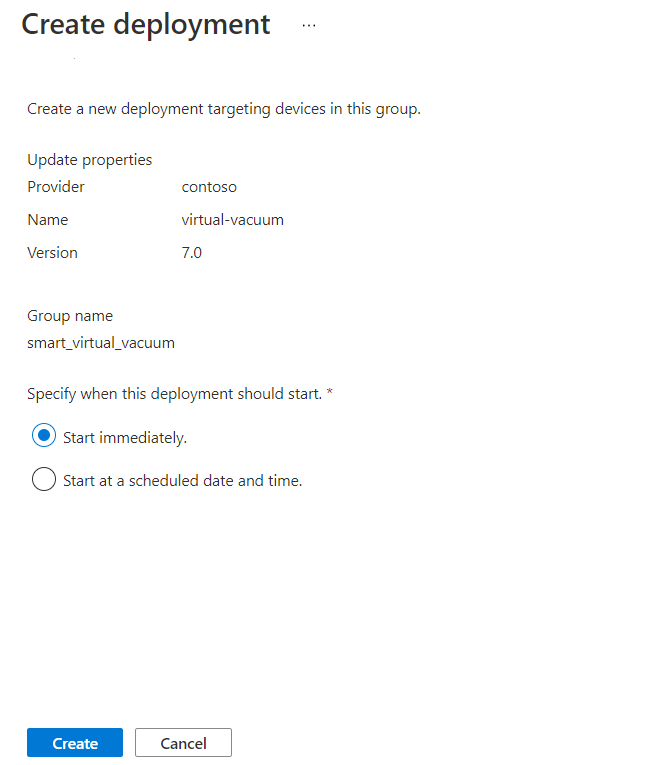 Create deployment ...
Create a new deployment targeting devices in this group.
Update properties
Provider contoso
Name virtual-vacuum
Version 7.0
Group name
smart_virtual_vacuum
Specify when this deployment should start. *
Start immediately.
Start at a scheduled date and time.
Create Cancel